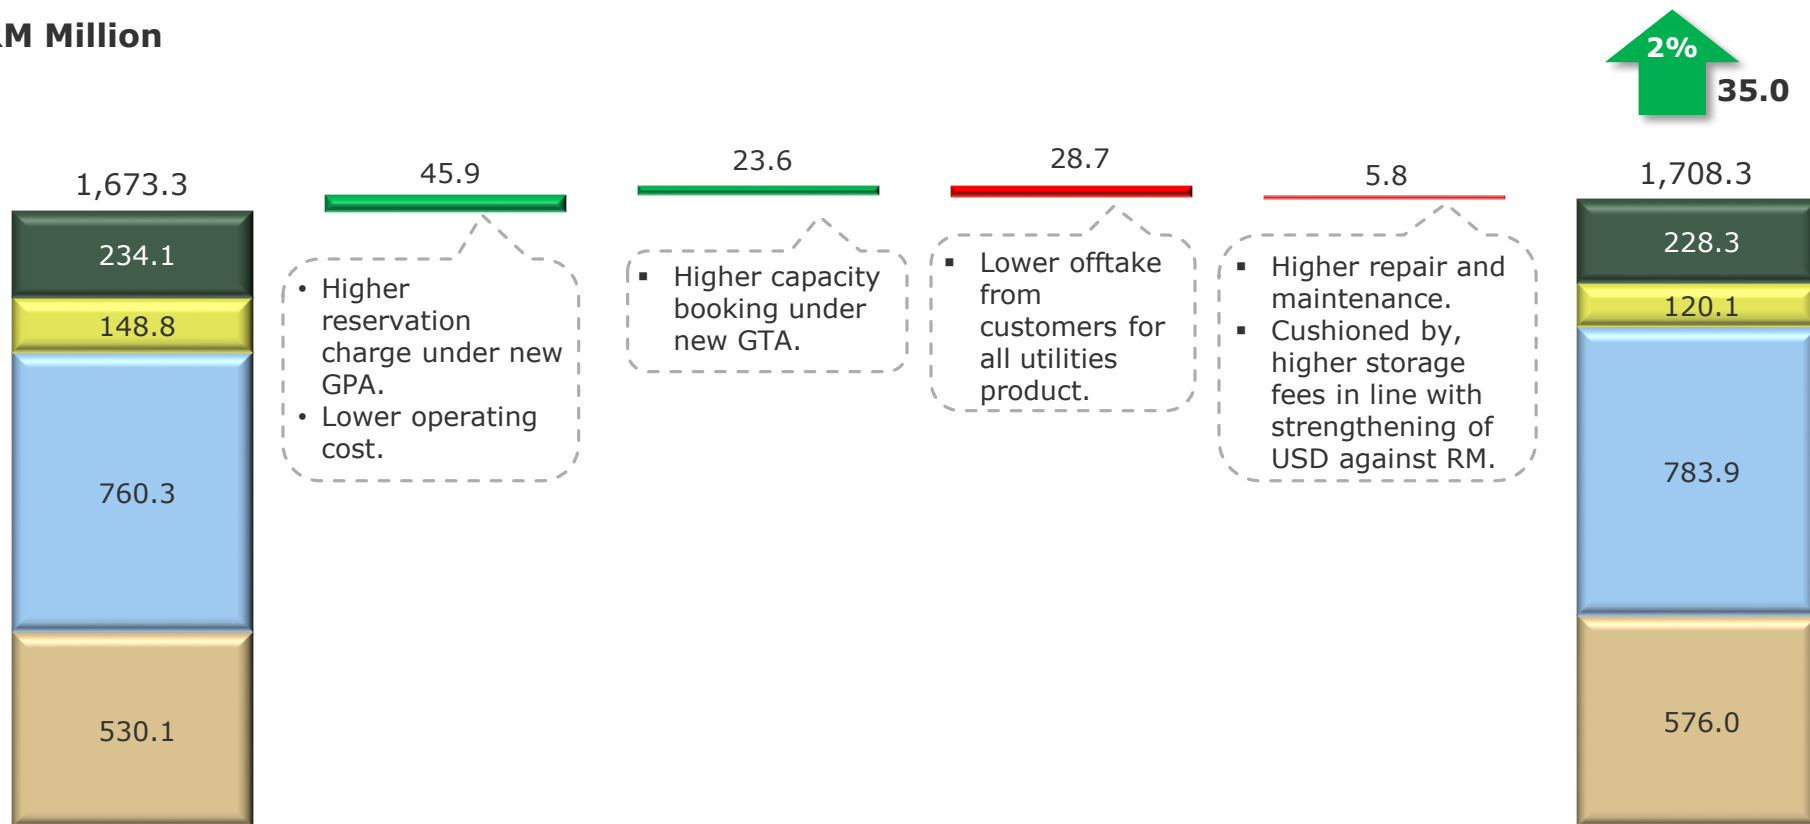 RM Million
2%
35.0
1,673.3
234.1
148.8
760.3
530.1
45.9
• Higher
reservation
charge under new
GPA.
• Lower operating
cost.
23.6
▪ Higher capacity
booking under
new GTA.
28.7
▪ Lower offtake
from
customers for
all utilities
product.
5.8
▪ Higher repair and
maintenance.
▪ Cushioned by,
higher storage
fees in line with
strengthening of
USD against RM.
1,708.3
228.3
120.1
783.9
576.0